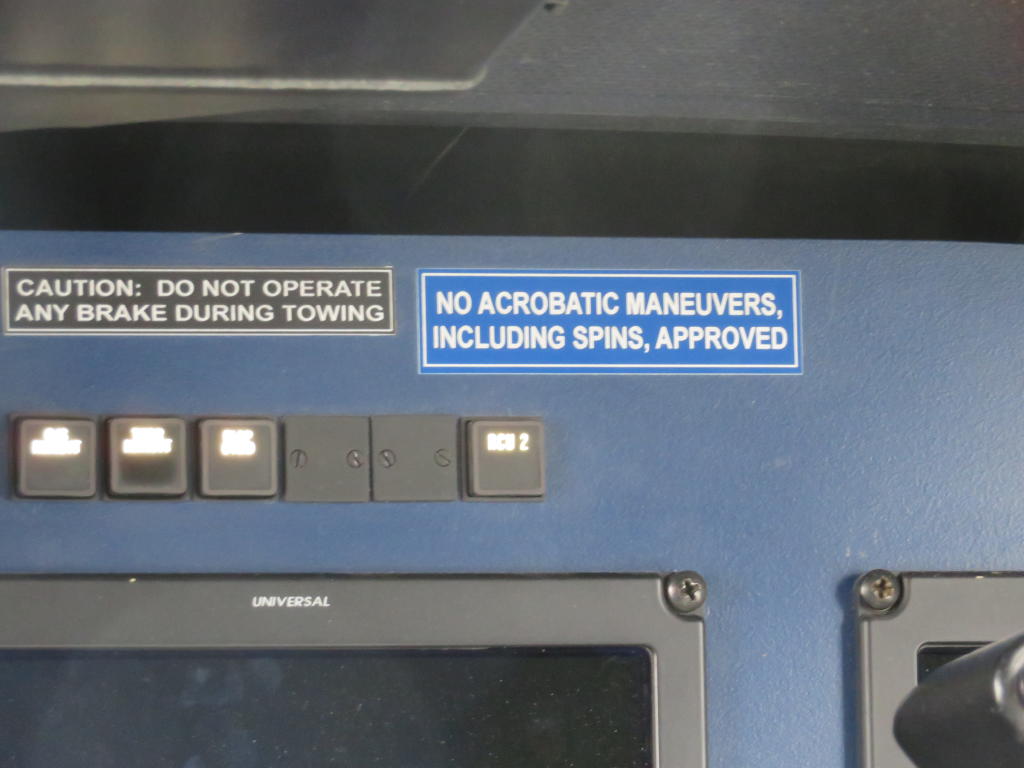 CAUTION: DO NOT OPERATE
ANY BRAKE DURING TOWING
NO ACROBATIC MANEUVERS,
INCLUDING SPINS, APPROVED
RCU 2
UNIVERSAL